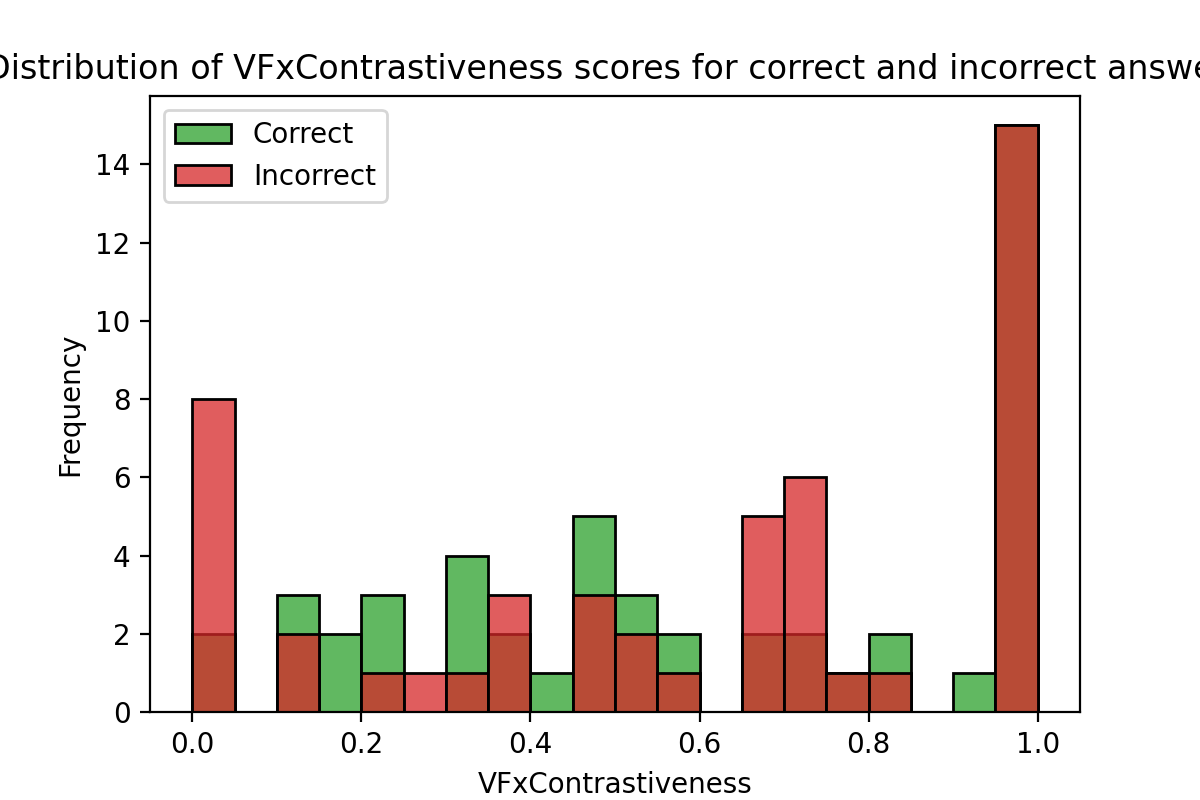 Distribution of VFxContrastiveness scores for correct and incorrect answe
Correct
Incorrect
Frequency
14
12
10
8
6
4
2
0
0.0 0.2 0.4 0.6 0.8 1.0
VFxContrastiveness